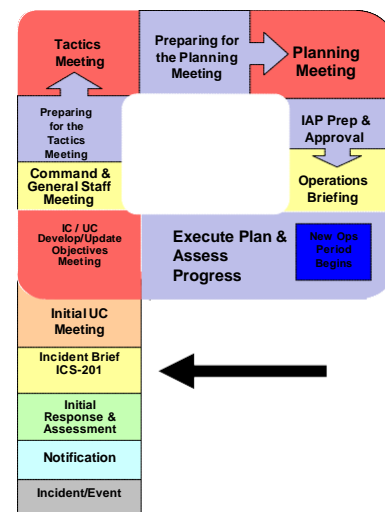 Tactics
Meeting
Preparing for
the Planning
Meeting
Planning
Meeting
Preparing
for the
Tactics
Meeting
IAP Prep &
Approval
Command &
General Staff
Meeting
Operations
Briefing
IC / UC
Develop/Update
Objectives
Meeting
Execute Plan &
Assess
Progress
New Ops
Period
Begins
Initial UC
Meeting
Incident Brief
ICS-201
Initial
Response &
Assessment
Notification
Incident/Event